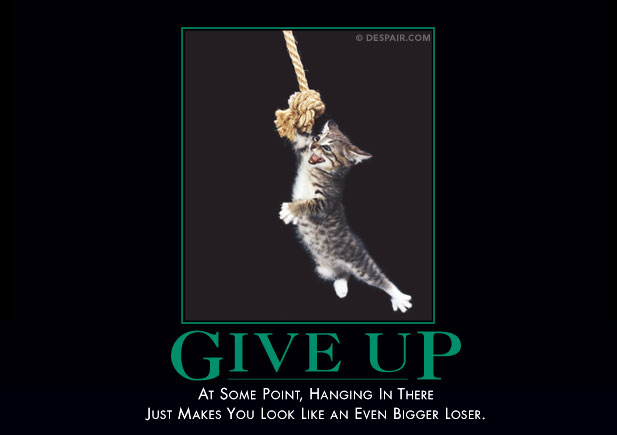 © DESPAIR.COM
GIVE UP
AT SOME POINT, HANGING IN THERE
JUST MAKES YOU LOOK LIKE AN EVEN BIGGER LOSER.